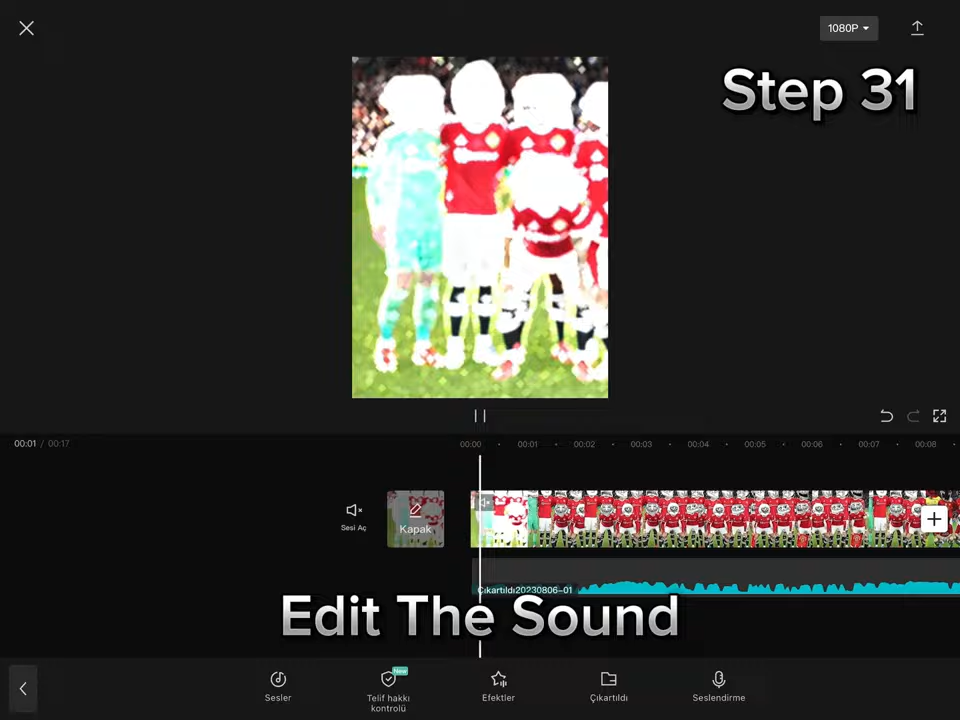 1080P
Step 31
00:01 / 00:17
00:00 00:01 00:02 00:03 00:04 00:05 00:06 00:07 00:08
Sesi Aç
Kapak
Çıkartıldı20230806-01
Edit The Sound
New
Sesler
Telif hakkı
kontrolü
Efektler
Çıkartıldı
Seslendirme